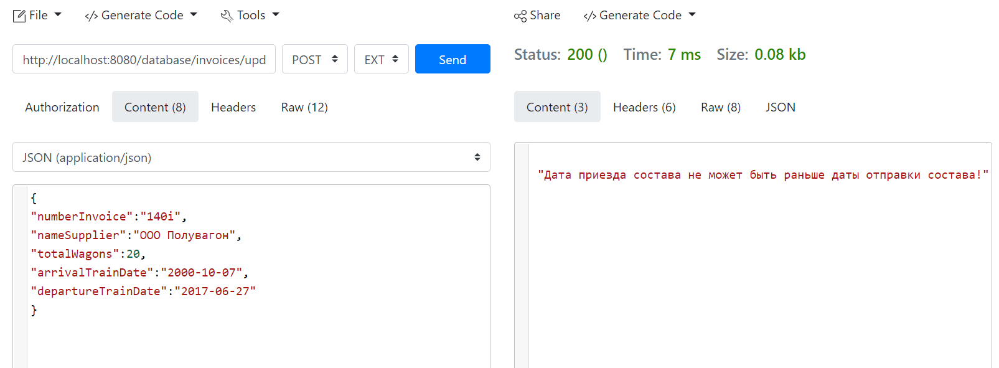 File
</> Generate Code
Tools
http://localhost:8080/database/invoices/upd
POST
EXT
Send
Authorization
Content (8)
Headers
Raw (12)
JSON (application/json)
{
"numberInvoice":"140i",
"nameSupplier":"ООО Полувагон",
"totalWagons":20,
"arrivalTrainDate":"2000-10-07",
"departureTrainDate":"2017-06-27"
}
Share
</> Generate Code
Status: 200 () Time: 7 ms Size: 0.08 kb
Content (3)
Headers (6)
Raw (8)
JSON
"Дата приезда состава не может быть раньше даты отправки состава!"